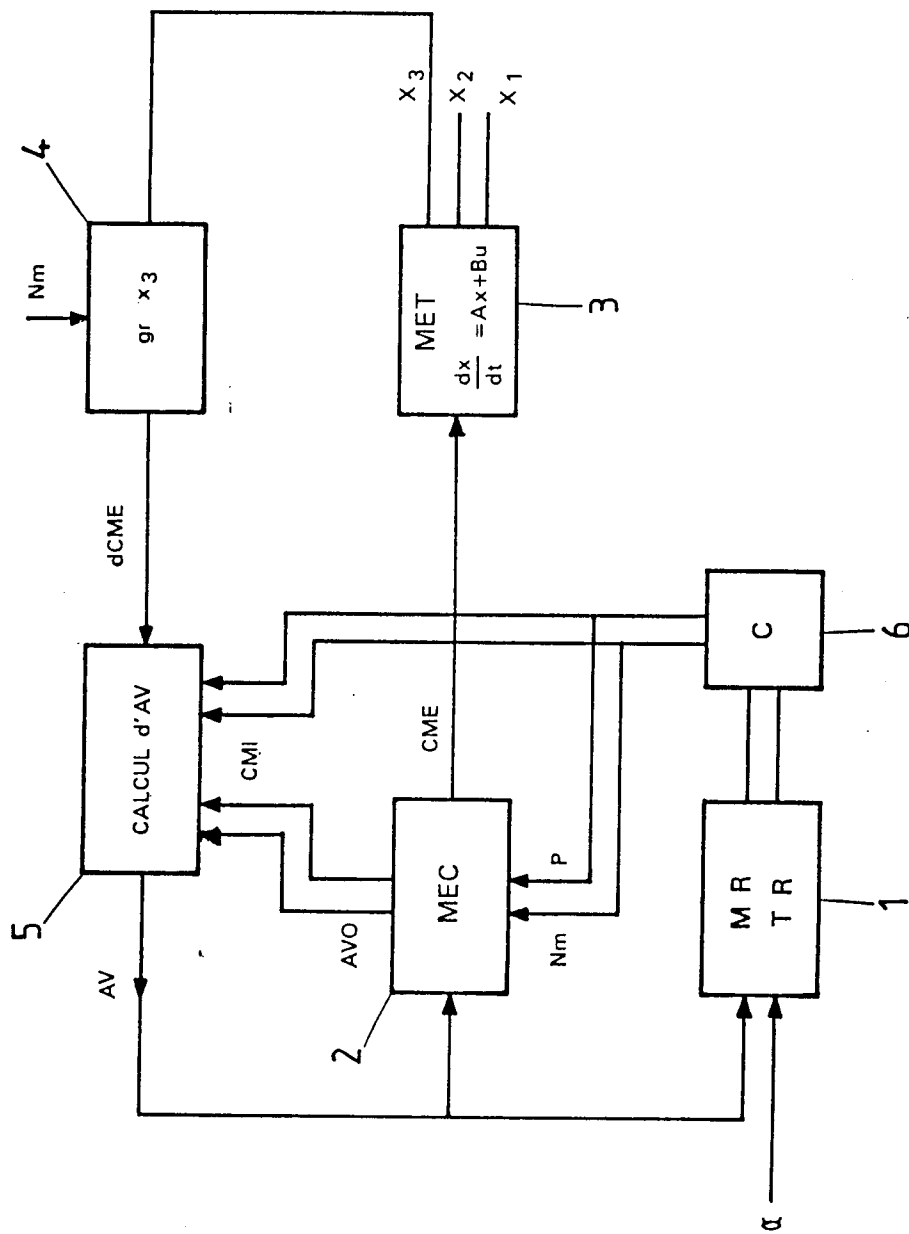 4
Nm
gr x3
dCME
5
CALCUL d'AV
AV
X3
X2
X1
MET
dx/dt = Ax+Bu
3
CMI
CME
AVO
MEC
2
P
Nm
C
6
M R
T R
1
α